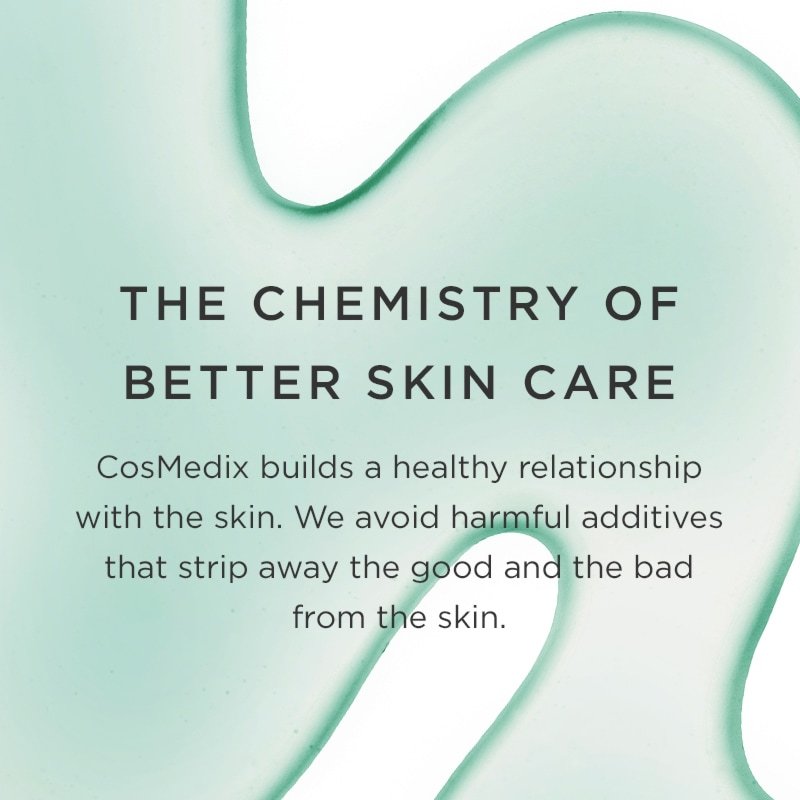 THE CHEMISTRY OF
BETTER SKIN CARE
CosMedix builds a healthy relationship
with the skin. We avoid harmful additives
that strip away the good and the bad
from the skin.